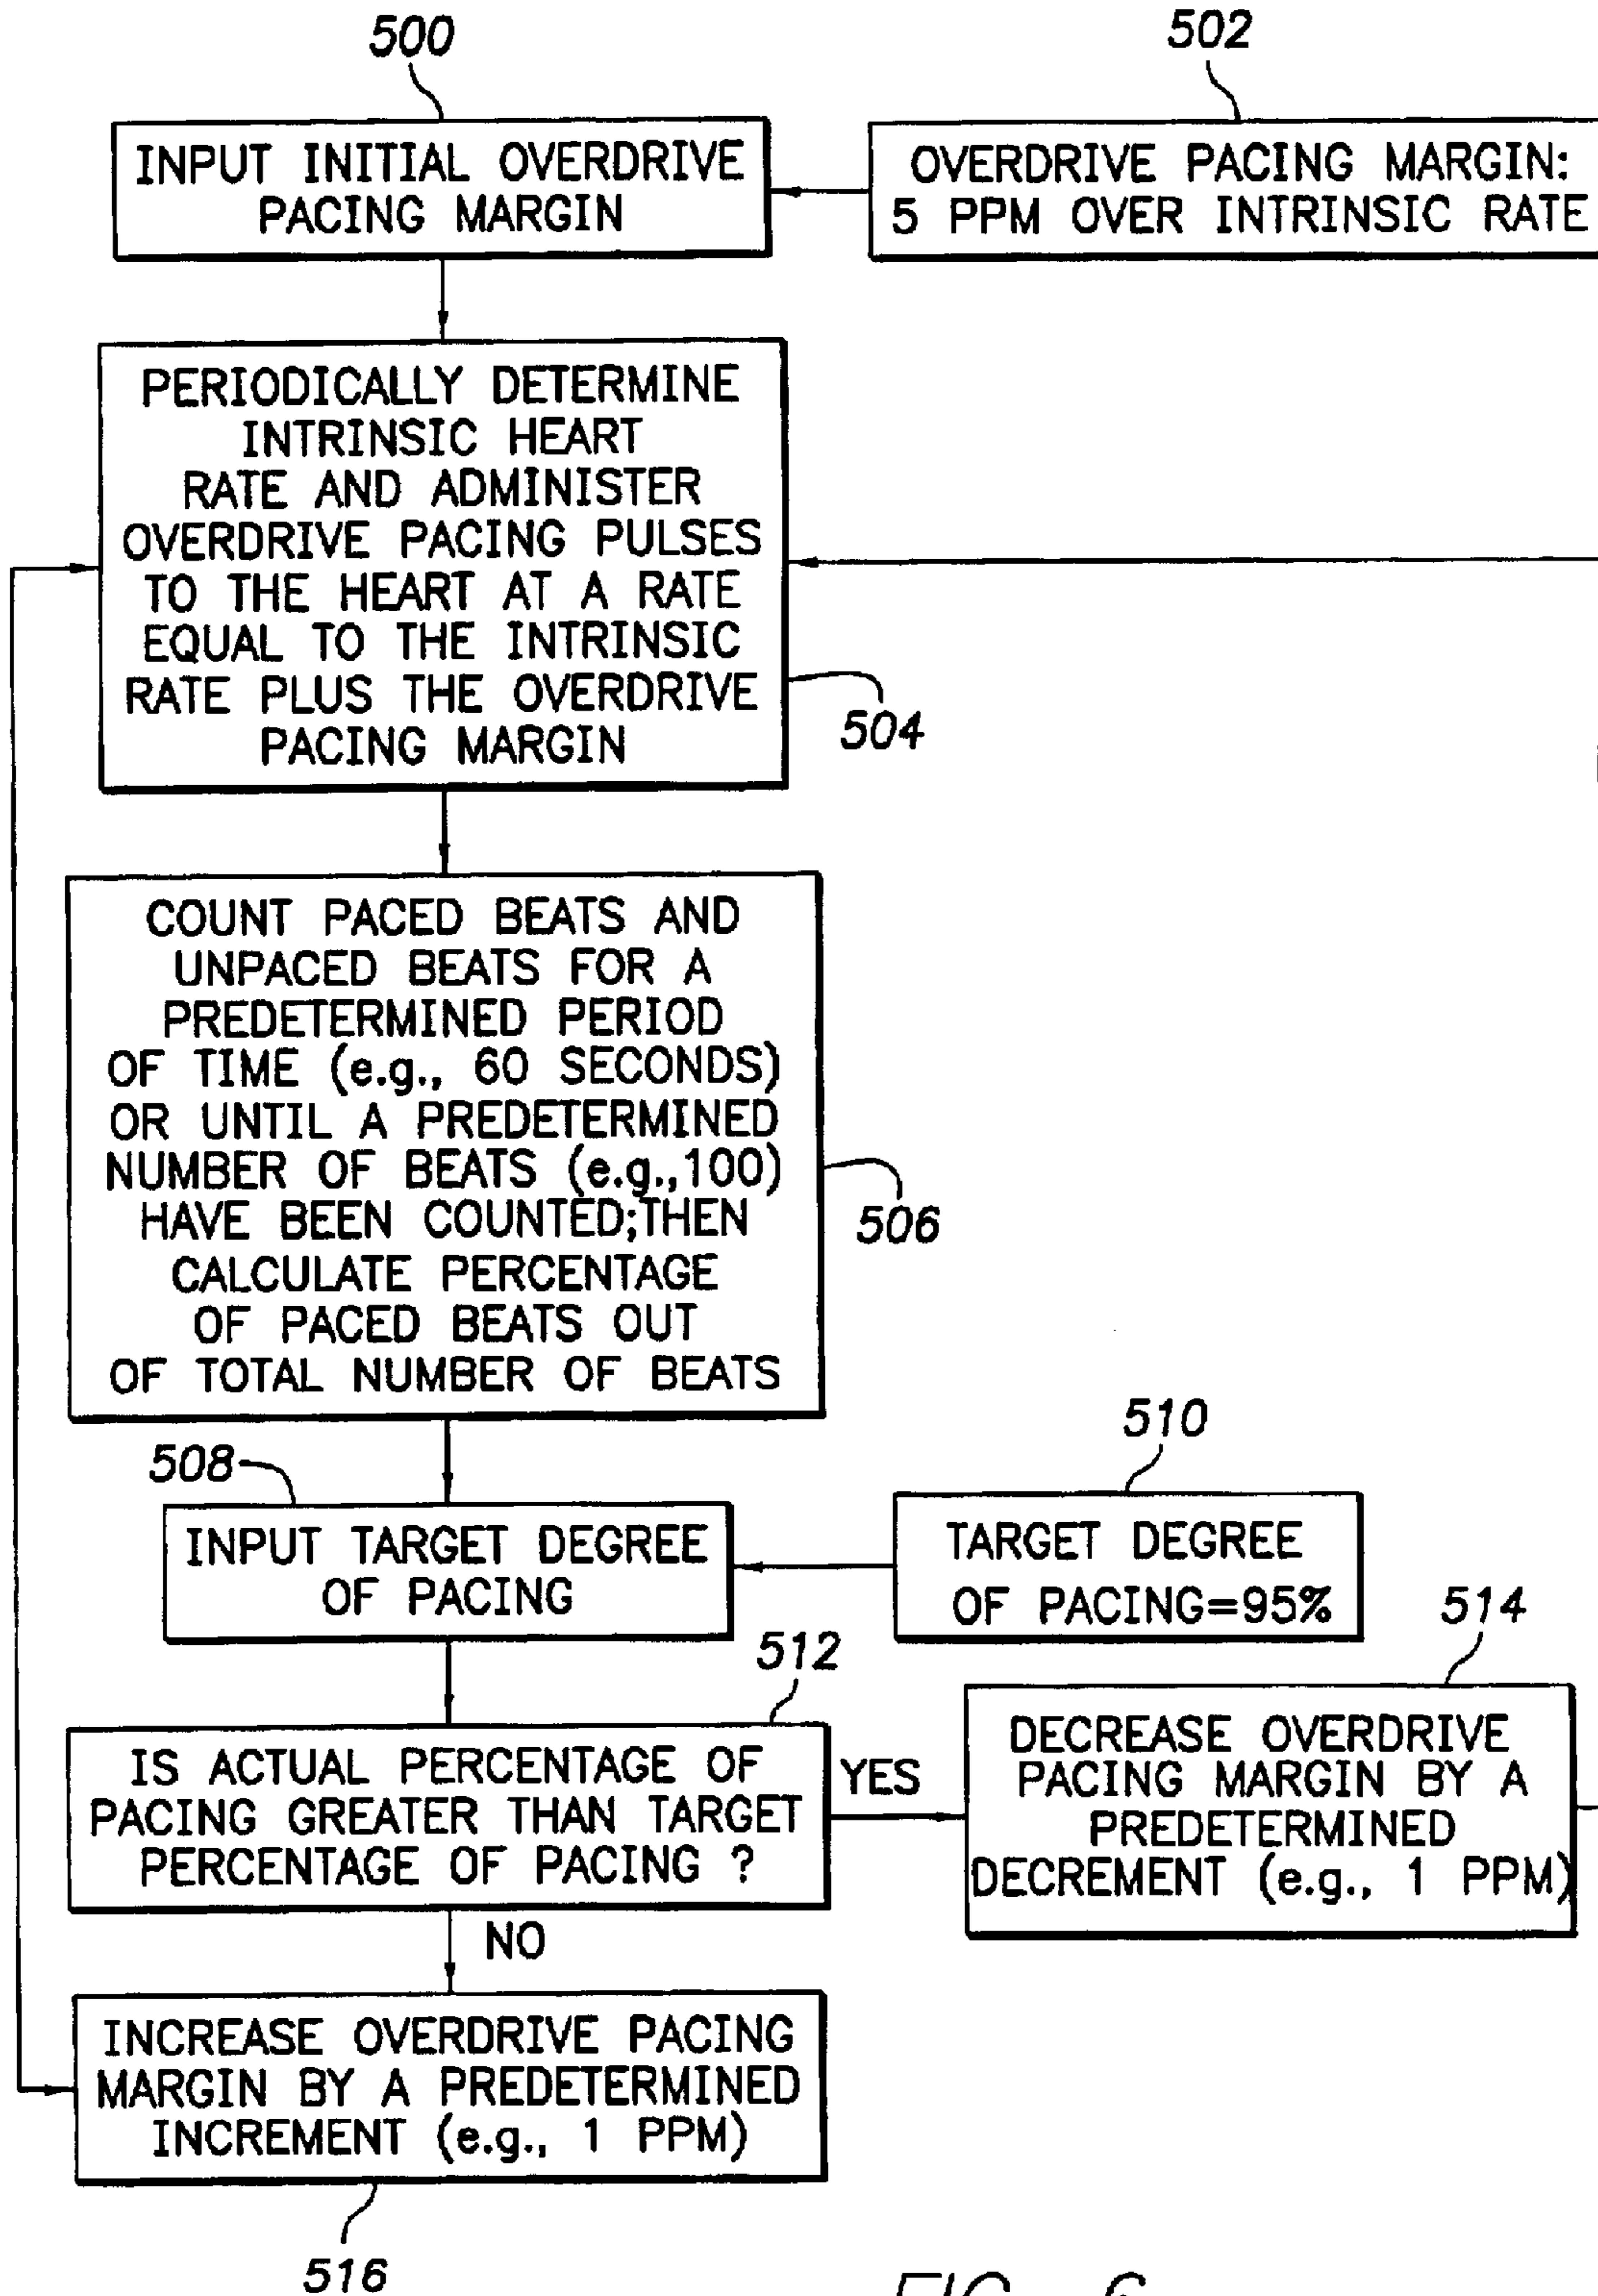 500
502
INPUT INITIAL OVERDRIVE
PACING MARGIN
OVERDRIVE PACING MARGIN:
5 PPM OVER INTRINSIC RATE
PERIODICALLY DETERMINE
INTRINSIC HEART
RATE AND ADMINISTER
OVERDRIVE PACING PULSES
TO THE HEART AT A RATE
EQUAL TO THE INTRINSIC
RATE PLUS THE OVERDRIVE
PACING MARGIN
504
COUNT PACED BEATS AND
UNPACED BEATS FOR A
PREDETERMINED PERIOD
OF TIME (e.g., 60 SECONDS)
OR UNTIL A PREDETERMINED
NUMBER OF BEATS (e.g.,100)
HAVE BEEN COUNTED;THEN
CALCULATE PERCENTAGE
OF PACED BEATS OUT
OF TOTAL NUMBER OF BEATS
506
508
510
INPUT TARGET DEGREE
OF PACING
TARGET DEGREE
OF PACING=95%
512
514
IS ACTUAL PERCENTAGE OF
PACING GREATER THAN TARGET
PERCENTAGE OF PACING ?
YES
DECREASE OVERDRIVE
PACING MARGIN BY A
PREDETERMINED
DECREMENT (e.g., 1 PPM)
NO
INCREASE OVERDRIVE PACING
MARGIN BY A PREDETERMINED
INCREMENT (e.g., 1 PPM)
516
FIG. 6